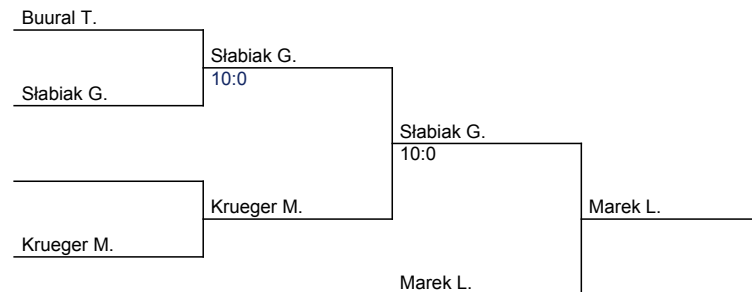 Buural T.
Słabiak G.
10:0
Słabiak G.
Słabiak G.
10:0
Krueger M.
Marek L.
Krueger M.
Marek L.